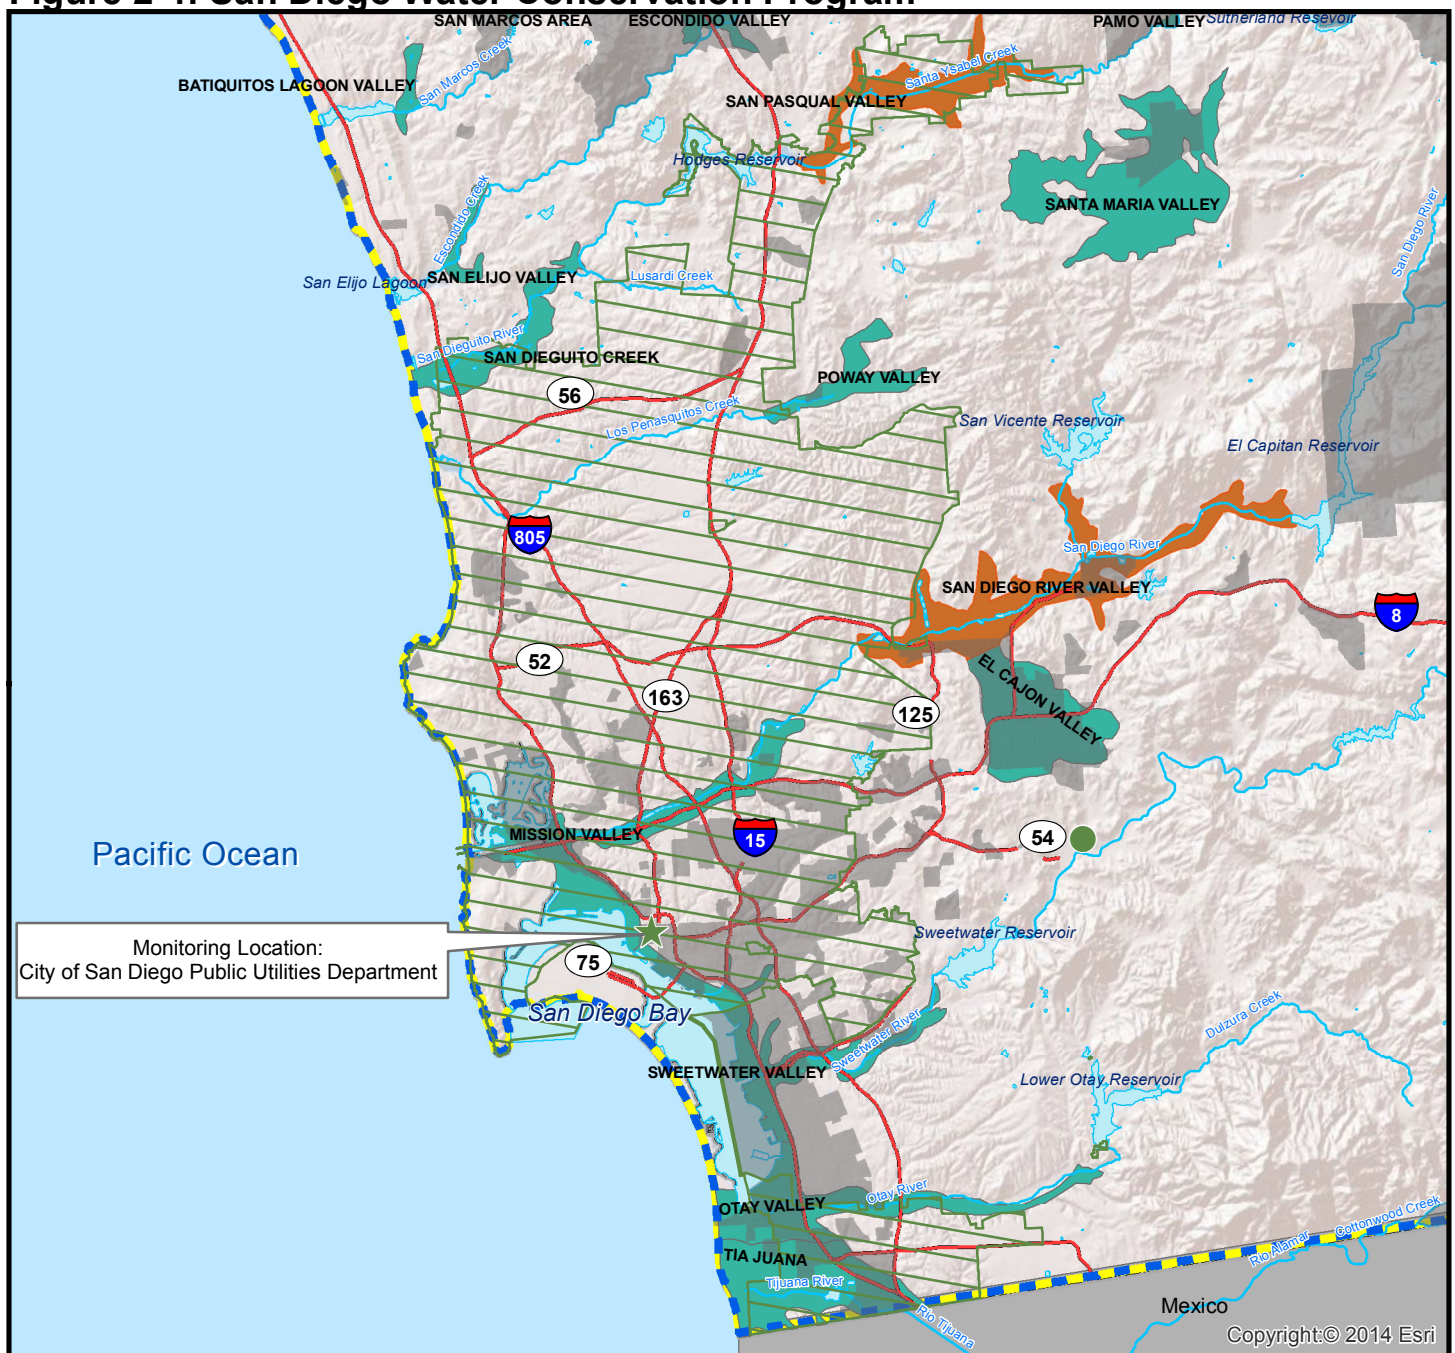 SAN MARCOS AREA
ESCONDIDO VALLEY
PAMO VALLEY
Sutherland Resevoir
BATIQUITOS LAGOON VALLEY
San Marcos Creek
Santa Ysabel Creek
SAN PASQUAL VALLEY
Hodges Reservoir
SANTA MARIA VALLEY
Escondido Creek
San Diego River
San Elijo Lagoon
SAN ELIJO VALLEY
Lusardi Creek
San Dieguito River
SAN DIEGUITO CREEK
POWAY VALLEY
56
Los Penasquitos Creek
San Vicente Reservoir
El Capitan Reservoir
805
San Diego River
SAN DIEGO RIVER VALLEY
8
52
EL CAJON VALLEY
163
125
MISSION VALLEY
15
54
Pacific Ocean
Monitoring Location:
City of San Diego Public Utilities Department
Sweetwater Reservoir
75
San Diego Bay
Dulzura Creek
Sweetwater River
SWEETWATER VALLEY
Lower Otay Reservoir
Otay River
OTAY VALLEY
Cottonwood Creek
Rio Alamar
TIA JUANA
Tijuana River
Rio Tijuana
Mexico
Copyright:© 2014 Esri